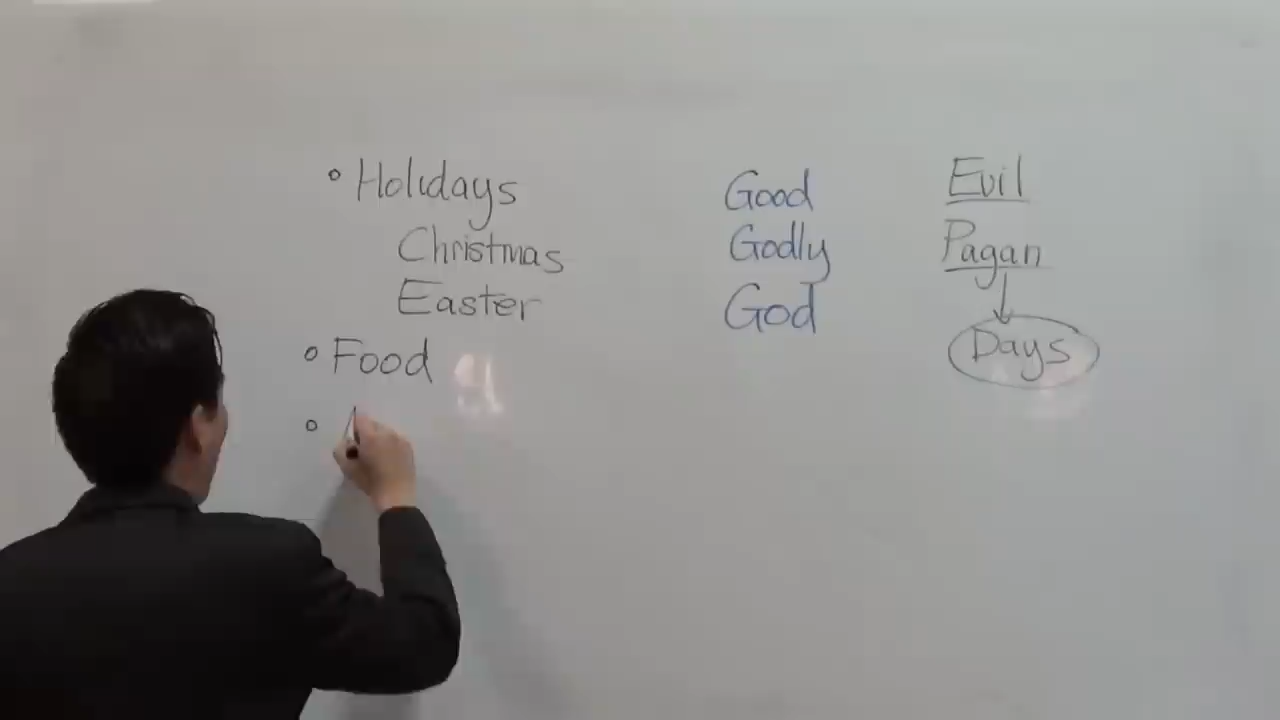 Holidays
Christmas
Easter
Food
Good
Godly
God
Evil
Pagan
Days